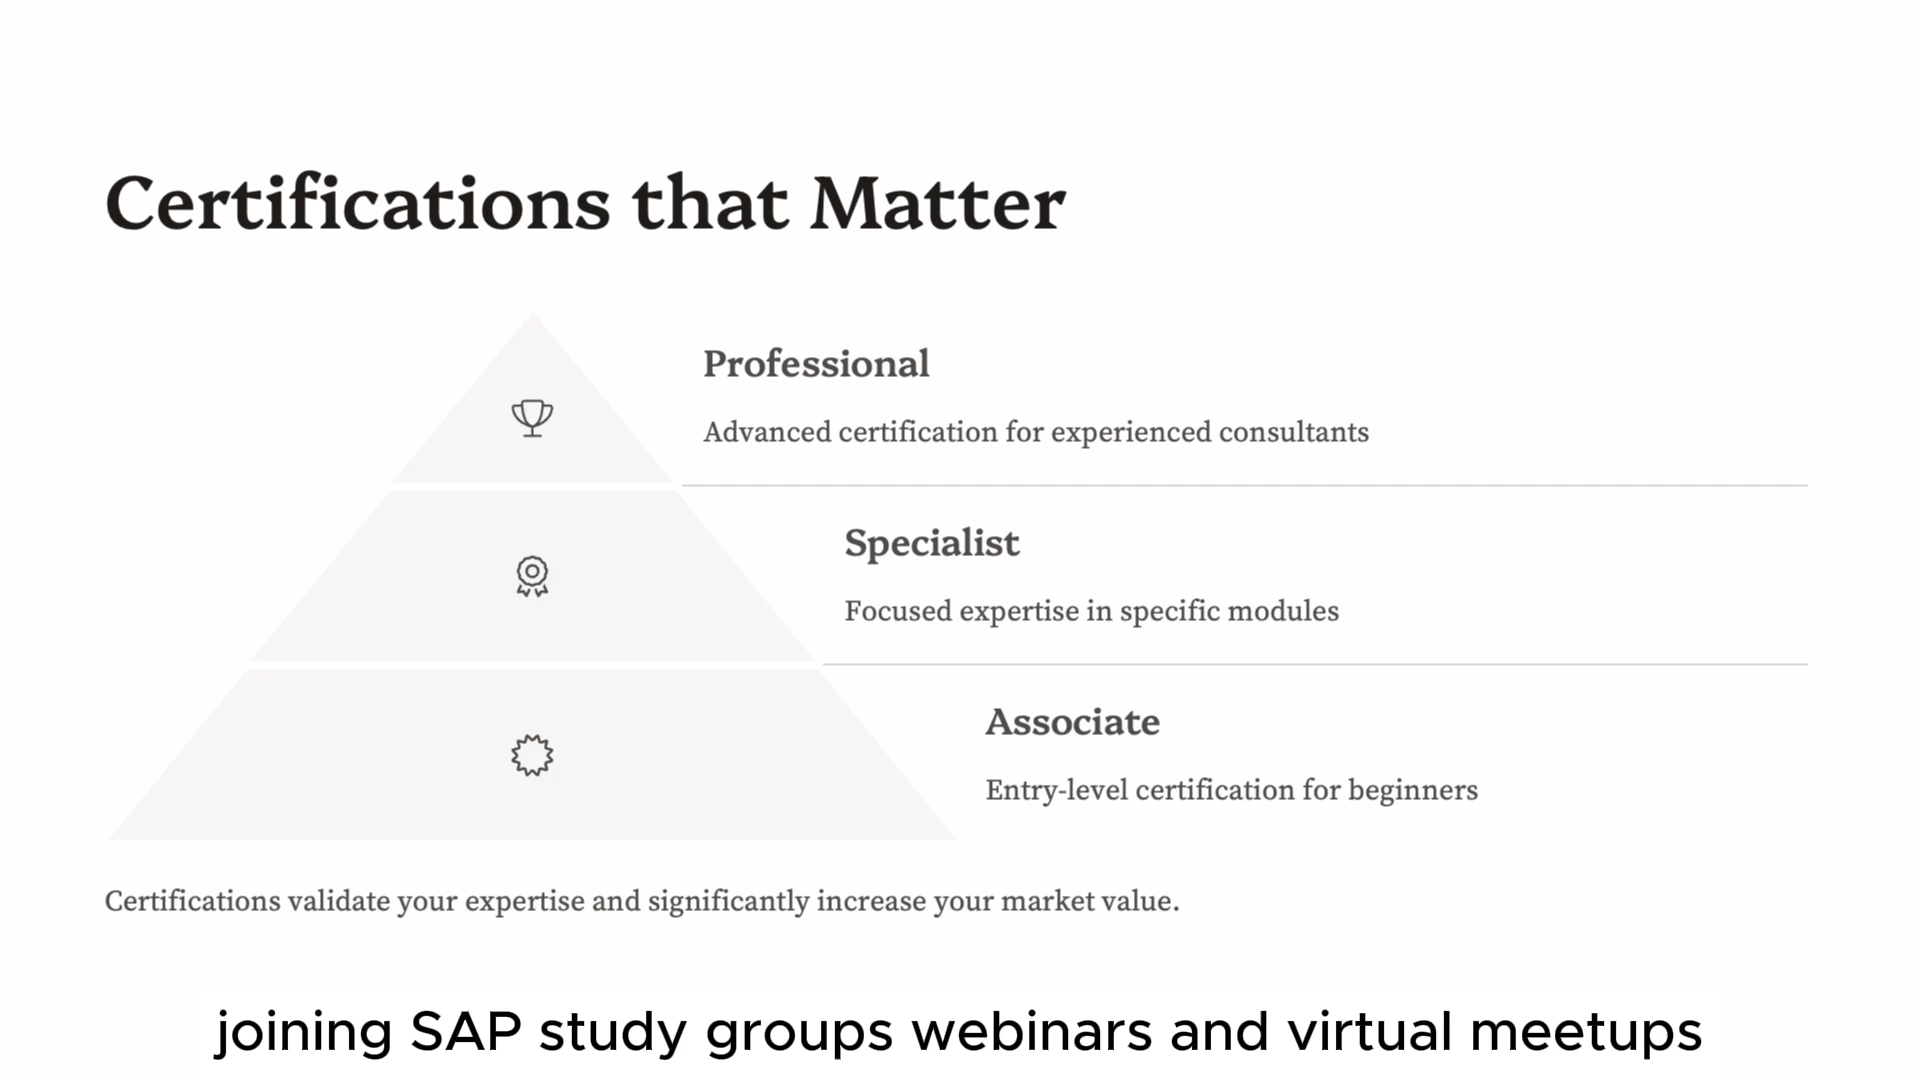 Certifications that Matter
Professional
Advanced certification for experienced consultants
Specialist
Focused expertise in specific modules
Associate
Entry-level certification for beginners
Certifications validate your expertise and significantly increase your market value.
joining SAP study groups webinars and virtual meetups